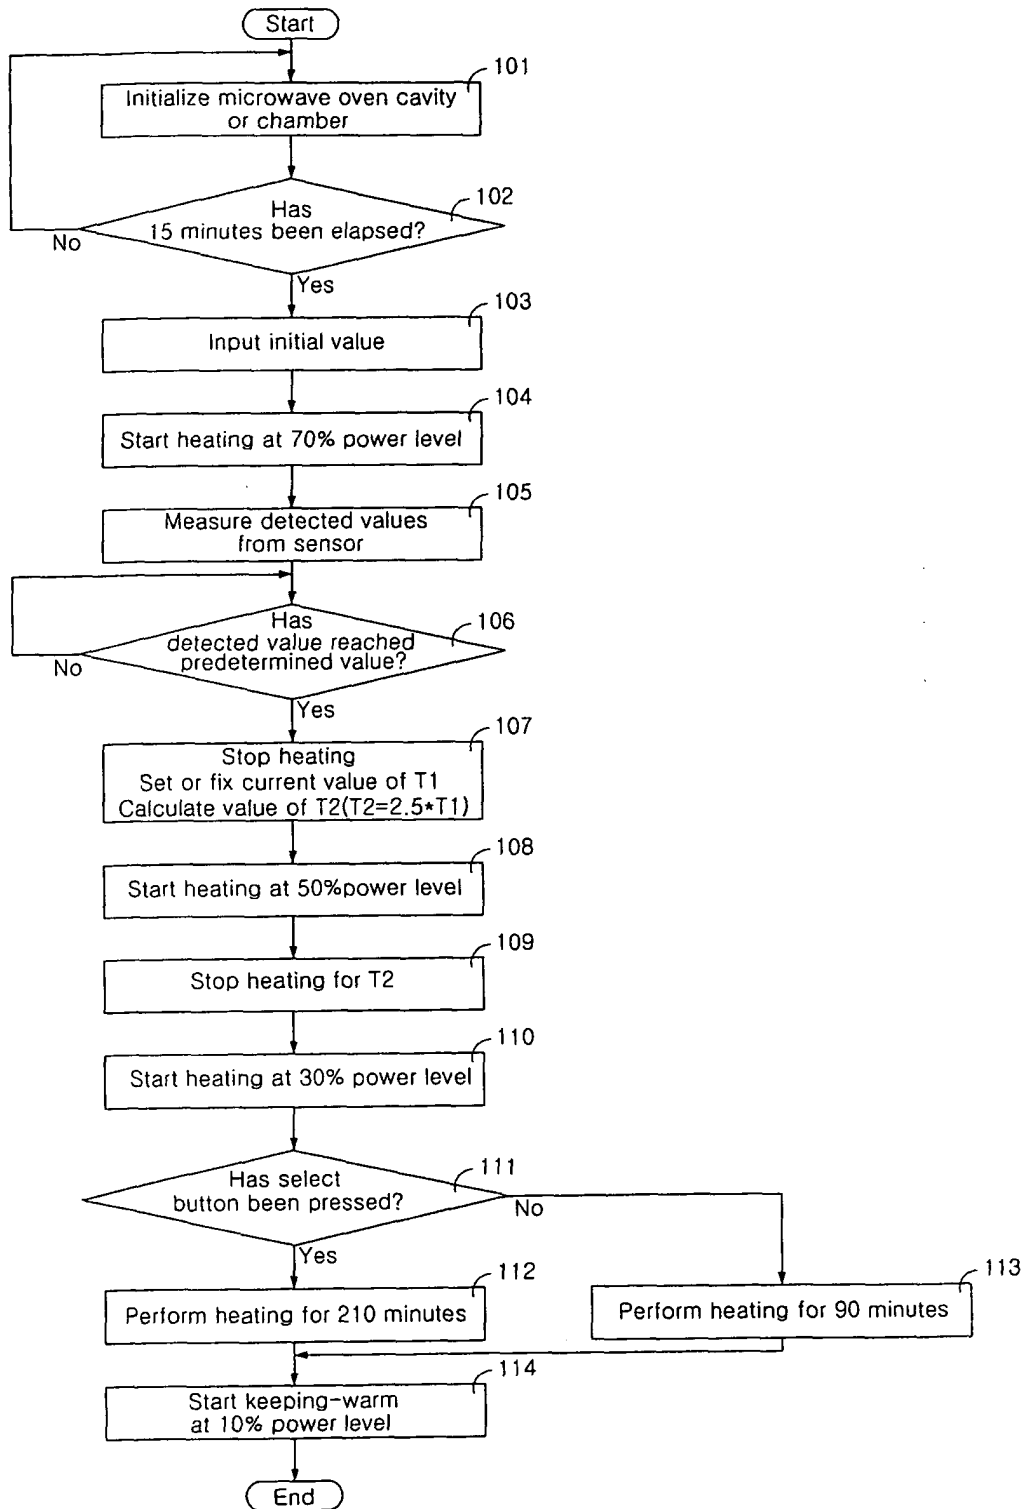 Start
101
Initialize microwave oven cavity
or chamber
102
Has
15 minutes been elapsed?
No
Yes
103
Input initial value
104
Start heating at 70% power level
105
Measure detected values
from sensor
106
Has
detected value reached
predetermined value?
No
Yes
107
Stop heating
Set or fix current value of T1
Calculate value of T2(T2=2.5*T1)
108
Start heating at 50%power level
109
Stop heating for T2
110
Start heating at 30% power level
111
Has select
button been pressed?
No
Yes
112
Perform heating for 210 minutes
113
Perform heating for 90 minutes
114
Start keeping-warm
at 10% power level
End